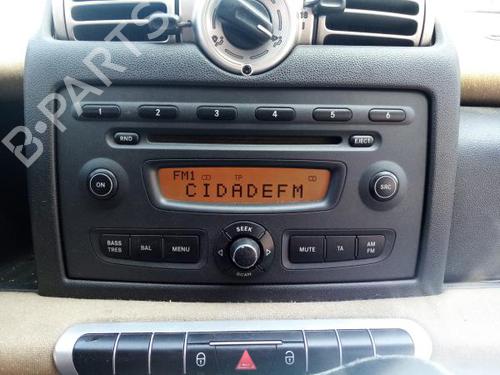 B-PARTS
1 2 3 4 5 6
RND EJECT
FM1 TP
CIDADEFM
ON SRC
SEEK
BASS TREB BAL MENU MUTE TA AM FM
SCAN